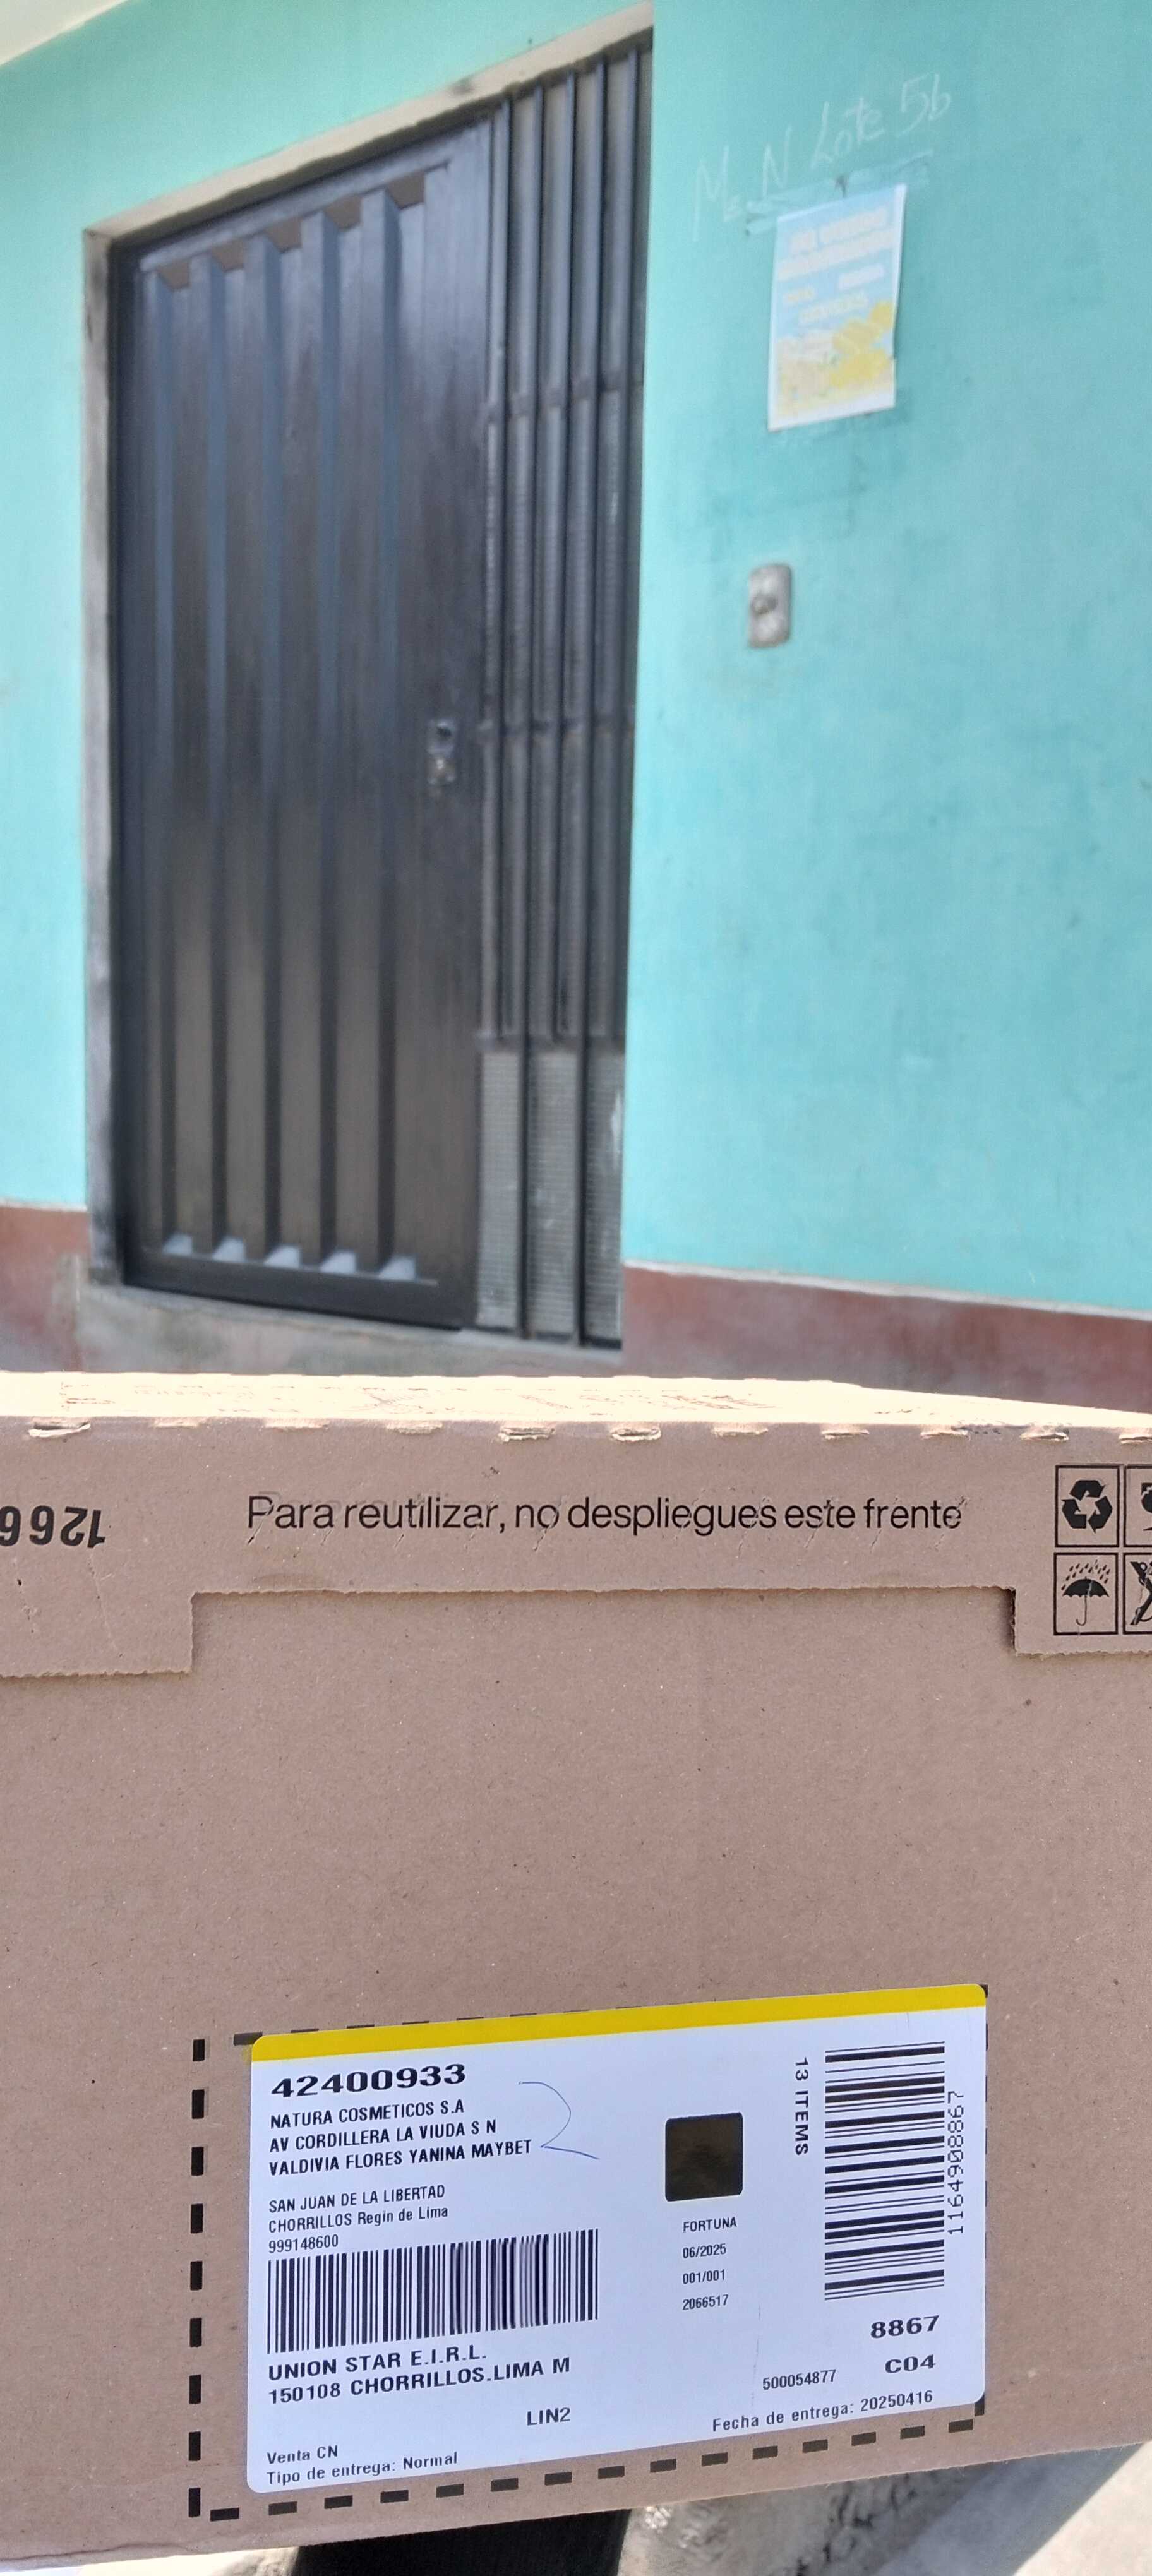 Mz. N Lote 5b
1266
Para reutilizar, no despliegues este frente
42400933
NATURA COSMETICOS S.A
AV CORDILLERA LA VIUDA S N
VALDIVIA FLORES YANINA MAYBET
2
SAN JUAN DE LA LIBERTAD
CHORRILLOS Regin de Lima
999148600
UNION STAR E.I.R.L.
150108 CHORRILLOS.LIMA M
LIN2
Venta CN
Tipo de entrega: Normal
FORTUNA
06/2025
001/001
2066517
13 ITEMS
1164908867
8867
C04
500054877
Fecha de entrega: 20250416